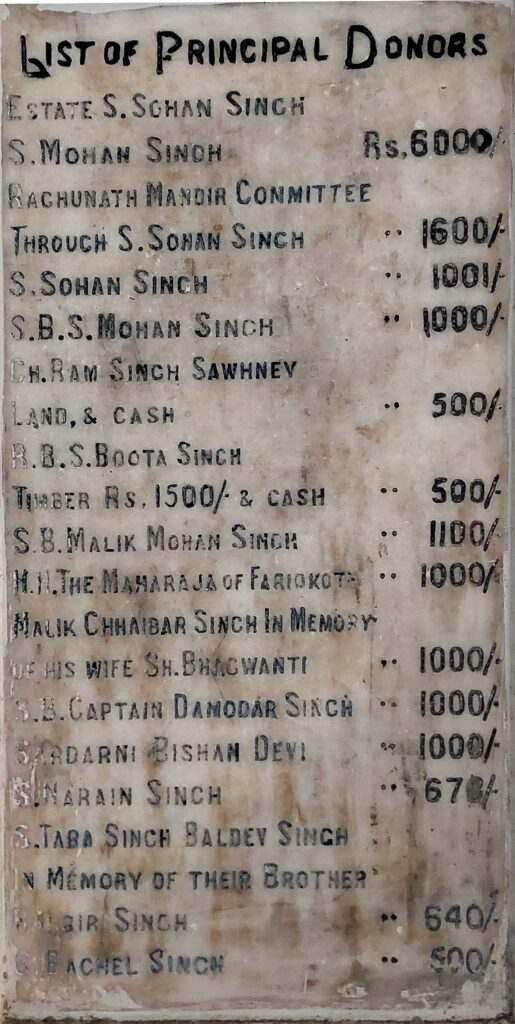 LIST OF PRINCIPAL DONORS
ESTATE S. SOHAN SINGH
S. MOHAN SINGH Rs. 6000/-
RAGHUNATH MANDIR COMMITTEE
THROUGH S. SOHAN SINGH " 1600/-
S. SOHAN SINGH " 1001/-
S.B.S. MOHAN SINGH " 1000/-
CH. RAM SINGH SAWHNEY
LAND, & CASH " 500/-
R.B.S. BOOTA SINGH
TIMBER RS. 1500/- & CASH " 500/-
S.B. MALIK MOHAN SINGH " 1100/-
H.H. THE MAHARAJA OF FARIDKOTE " 1000/-
MALIK CHHAIBAR SINGH IN MEMORY
OF HIS WIFE SH. BHAGWANTI " 1000/-
S.B. CAPTAIN DAMODAR SINGH " 1000/-
SARDARNI BISHAN DEVI " 1000/-
S. NARAIN SINGH "
S. TABA SINGH BALDEV SINGH
IN MEMORY OF THEIR BROTHER
SINGH " 640/-
S. BACHEL SINGH " 500/-